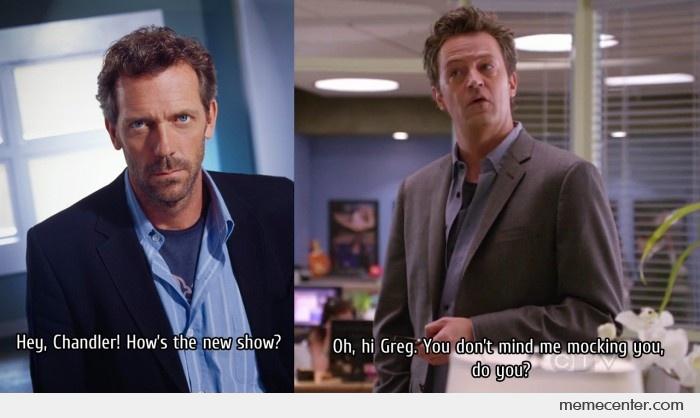 Hey, Chandler! How's the new show?
Oh, hi Greg. You don't mind me mocking you,
do you?
CTV
memecenter.com